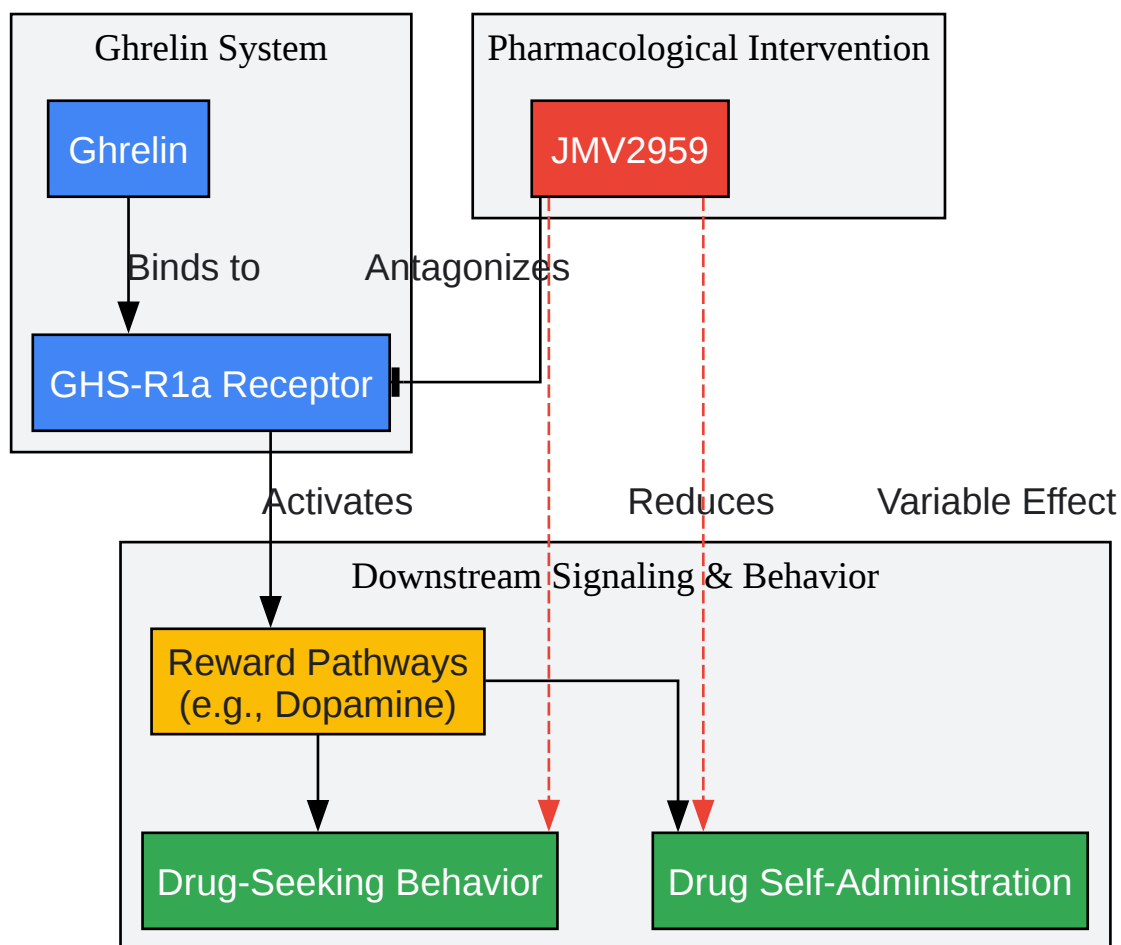 Ghrelin System
Pharmacological Intervention
Ghrelin
JMV2959
Binds to
Antagonizes
GHS-R1a Receptor
Activates
Reduces
Variable Effect
Downstream Signaling & Behavior
Reward Pathways
(e.g., Dopamine)
Drug-Seeking Behavior
Drug Self-Administration